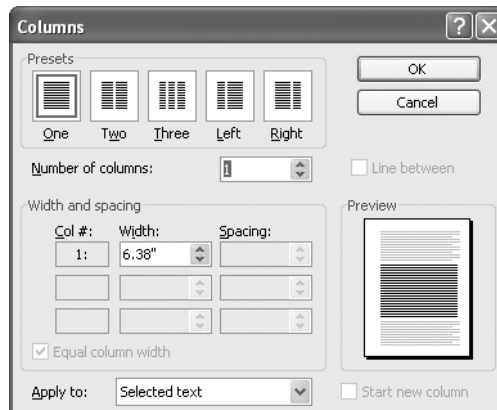 Columns
Presets
One Two Three Left Right
OK
Cancel
Number of columns: 1
Line between
Width and spacing
Col #: Width: Spacing:
1: 6.38"
Equal column width
Preview
Apply to: Selected text
Start new column